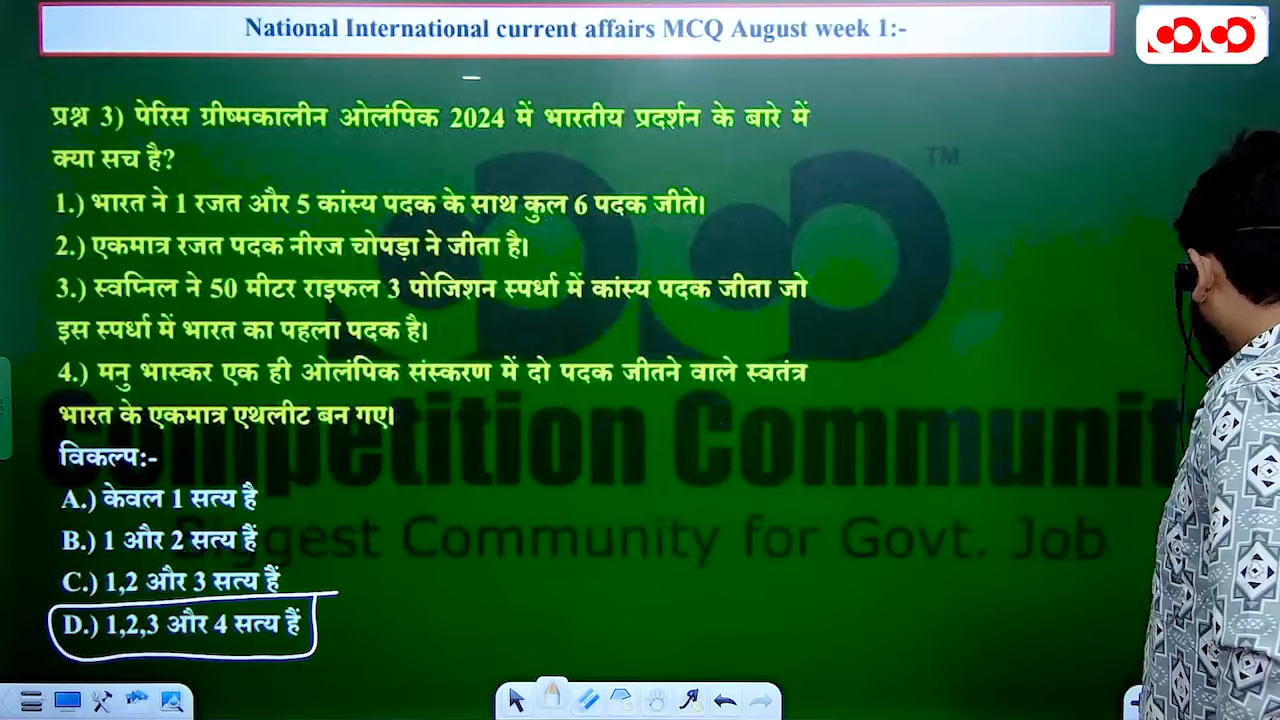 National International current affairs MCQ August week 1:-
TM
प्रश्न 3) पेरिस ग्रीष्मकालीन ओलंपिक 2024 में भारतीय प्रदर्शन के बारे में
क्या सच है?
1.) भारत ने 1 रजत और 5 कांस्य पदक के साथ कुल 6 पदक जीते।
2.) एकमात्र रजत पदक नीरज चोपड़ा ने जीता है।
3.) स्वप्निल ने 50 मीटर राइफल 3 पोजिशन स्पर्धा में कांस्य पदक जीता जो
इस स्पर्धा में भारत का पहला पदक है।
4.) मनु भास्कर एक ही ओलंपिक संस्करण में दो पदक जीतने वाले स्वतंत्र
भारत के एकमात्र एथलीट बन गए।
Competition Communit
विकल्प:-
A.) केवल 1 सत्य है
B.) 1 और 2 सत्य हैं
Biggest Community for Govt. Job
C.) 1,2 और 3 सत्य हैं
D.) 1,2,3 और 4 सत्य हैं